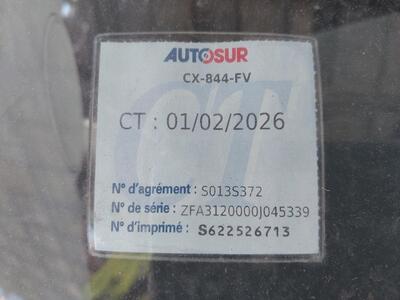 AUTOSUR
CX-844-FV
CT : 01/02/2026
N° d'agrément : S013S372
N° de série : ZFA3120000J045339
N° d'imprimé : S622526713